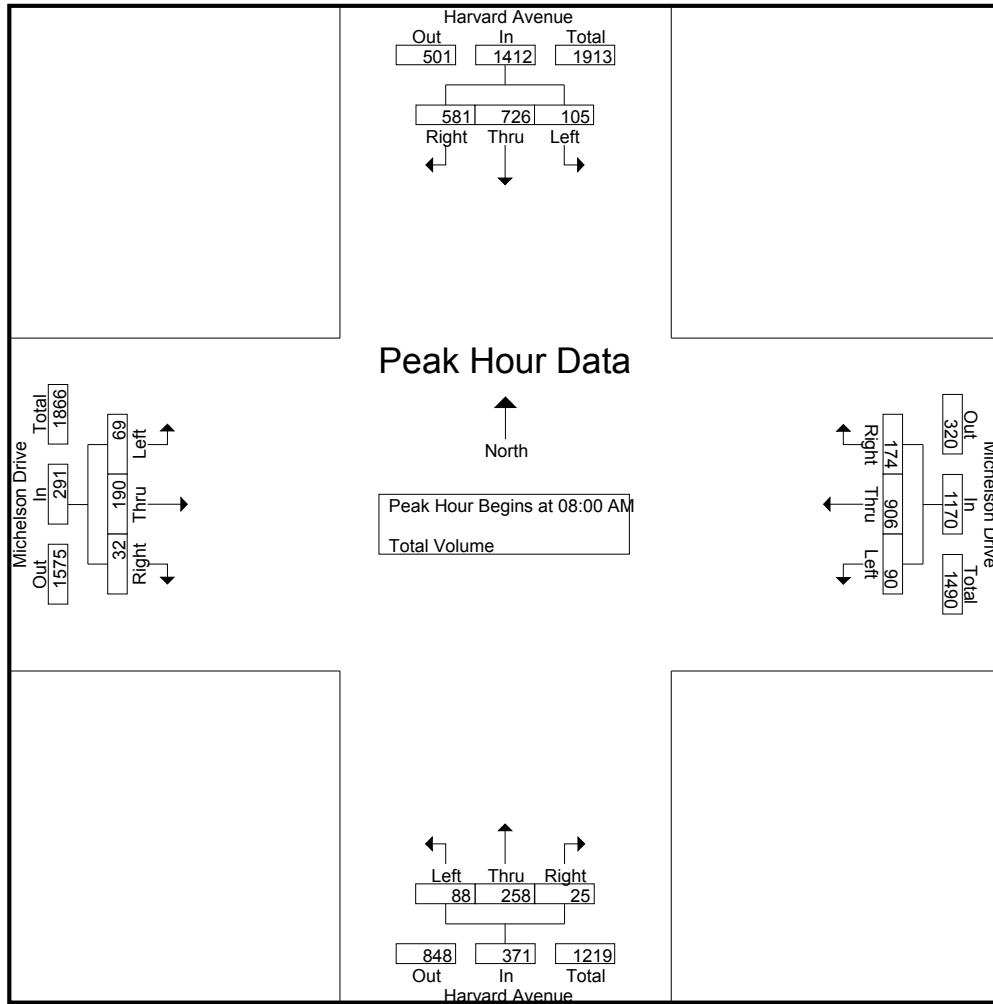 Harvard Avenue
Out In Total
501 1412 1913
581 726 105
Right Thru Left
Peak Hour Data
North
Peak Hour Begins at 08:00 AM
Total Volume
Michelson Drive
Out In Total
1575 291 1866
Left Thru Right
69 190 32
Michelson Drive
Out In Total
320 1170 1490
Right Thru Left
174 906 90
Left Thru Right
88 258 25
848 371 1219
Out In Total
Harvard Avenue